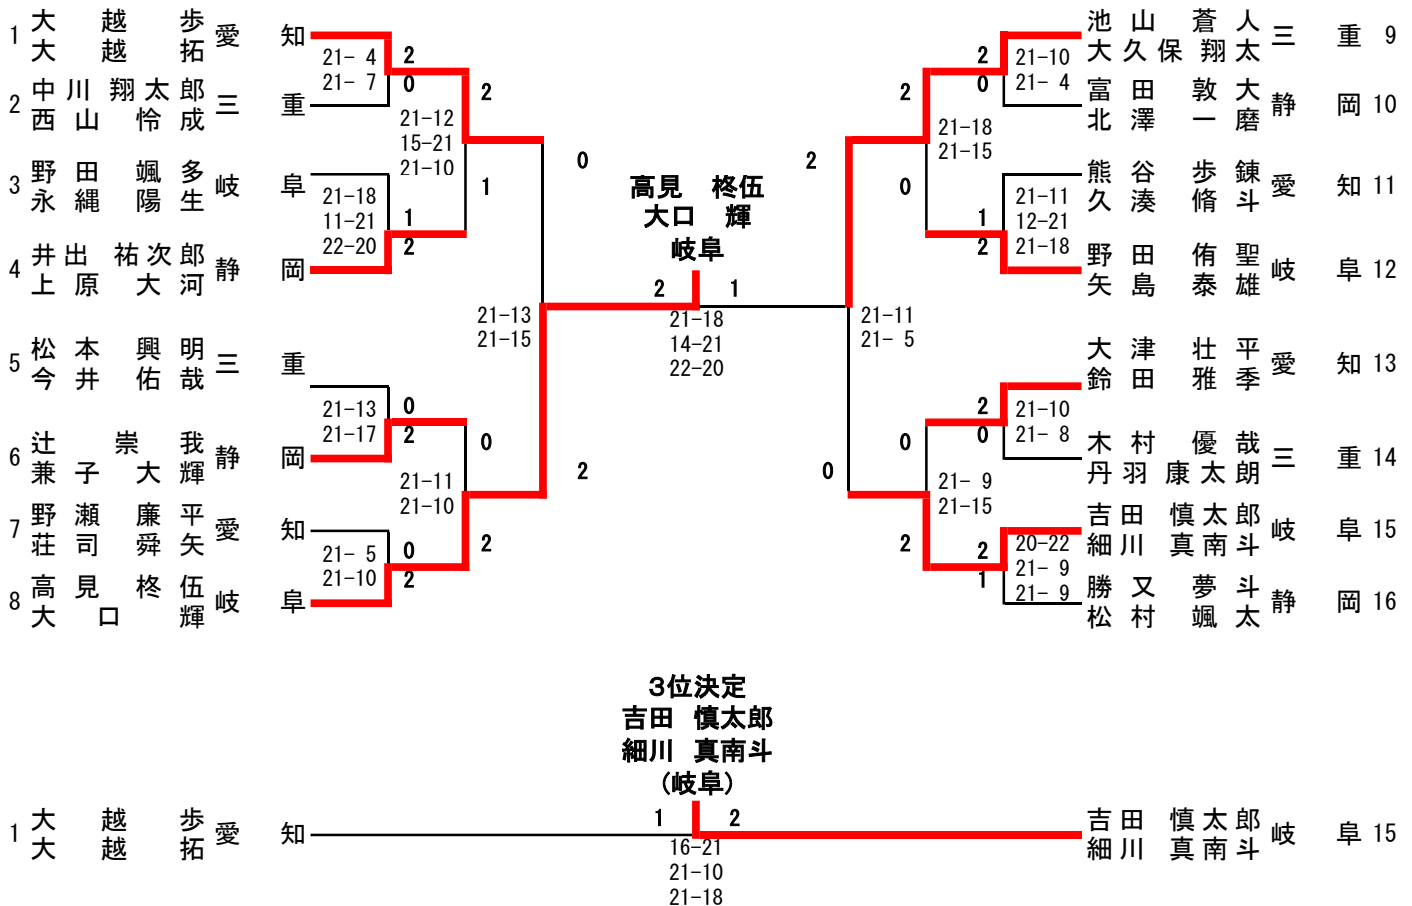 1 大越歩 愛知
大越拓
21- 4 2
21- 7 0
2 中川翔太郎 三重
西山怜成
2
21-12
15-21
21-10
3 野田颯多 岐阜
永縄陽生
1
21-18
11-21 1
22-20 2
4 井出祐次郎 静岡
上原大河
0
21-13
21-15
5 松本興明 三重
今井佑哉
21-13 0
21-17 2
6 辻崇我 静岡
兼子大輝
0
21-11
21-10
2
7 野瀬廉平 愛知
荘司舜矢
21- 5 0
21-10 2
2
8 高見柊伍 岐阜
大口輝
高見 柊伍
大口 輝
岐阜
2 1
21-18
14-21
22-20
池山蒼人 三重 9
大久保翔太
2 21-10
0 21- 4
富田敦大 静岡 10
北澤一磨
2
21-18
21-15
2
0
熊谷歩錬 愛知 11
久湊脩斗
21-11
1 12-21
2 21-18
野田侑聖 岐阜 12
矢島泰雄
21-11
21- 5
大津壮平 愛知 13
鈴田雅季
2 21-10
0 21- 8
木村優哉 三重 14
丹羽康太朗
0
0
21- 9
21-15
吉田慎太郎 岐阜 15
細川真南斗
2
2 20-22
21- 9
1 21- 9
勝又夢斗 静岡 16
松村颯太
3位決定
吉田 慎太郎
細川 真南斗
(岐阜)
1 2
1 大越歩 愛知
大越拓
吉田慎太郎 岐阜 15
細川真南斗
16-21
21-10
21-18